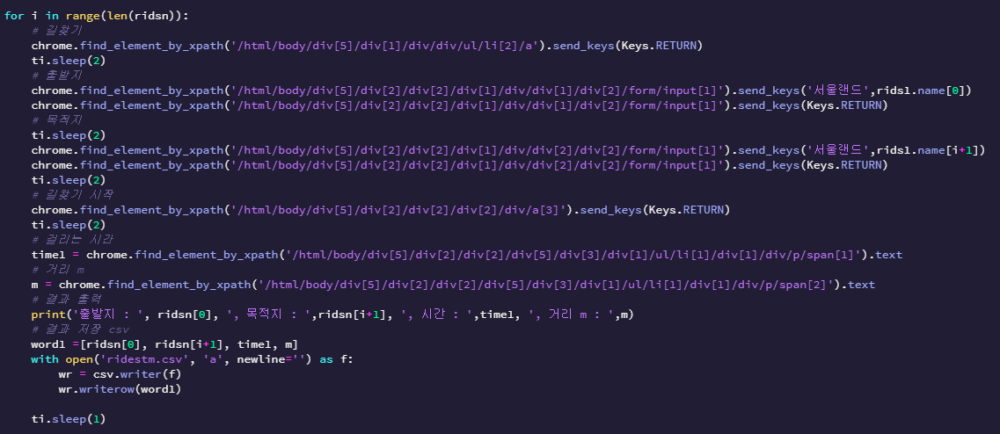 for i in range(len(ridsn)):
    # 길찾기
    chrome.find_element_by_xpath('/html/body/div[5]/div[1]/div/div/ul/li[2]/a').send_keys(Keys.RETURN)
    ti.sleep(2)
    # 출발지
    chrome.find_element_by_xpath('/html/body/div[5]/div[2]/div[2]/div[1]/div/div[1]/div[2]/form/input[1]').send_keys('서울랜드',ridsl.name[0])
    chrome.find_element_by_xpath('/html/body/div[5]/div[2]/div[2]/div[1]/div/div[1]/div[2]/form/input[1]').send_keys(Keys.RETURN)
    # 목적지
    ti.sleep(2)
    chrome.find_element_by_xpath('/html/body/div[5]/div[2]/div[2]/div[1]/div/div[2]/div[2]/form/input[1]').send_keys('서울랜드',ridsl.name[i+1])
    chrome.find_element_by_xpath('/html/body/div[5]/div[2]/div[2]/div[1]/div/div[2]/div[2]/form/input[1]').send_keys(Keys.RETURN)
    ti.sleep(2)
    # 길찾기 시작
    chrome.find_element_by_xpath('/html/body/div[5]/div[2]/div[2]/div[2]/div/a[3]').send_keys(Keys.RETURN)
    ti.sleep(2)
    # 걸리는 시간
    time1 = chrome.find_element_by_xpath('/html/body/div[5]/div[2]/div[2]/div[5]/div[3]/div[1]/ul/li[1]/div[1]/div/p/span[1]').text
    # 거리 m
    m = chrome.find_element_by_xpath('/html/body/div[5]/div[2]/div[2]/div[5]/div[3]/div[1]/ul/li[1]/div[1]/div/p/span[2]').text
    # 결과 출력
    print('출발지 : ', ridsn[0], ', 목적지 : ',ridsn[i+1], ', 시간 : ',time1, ', 거리 m : ',m)
    # 결과 저장 csv
    word1 =[ridsn[0], ridsn[i+1], time1, m]
    with open('ridestm.csv', 'a', newline='') as f:
        wr = csv.writer(f)
        wr.writerow(word1)
    ti.sleep(1)